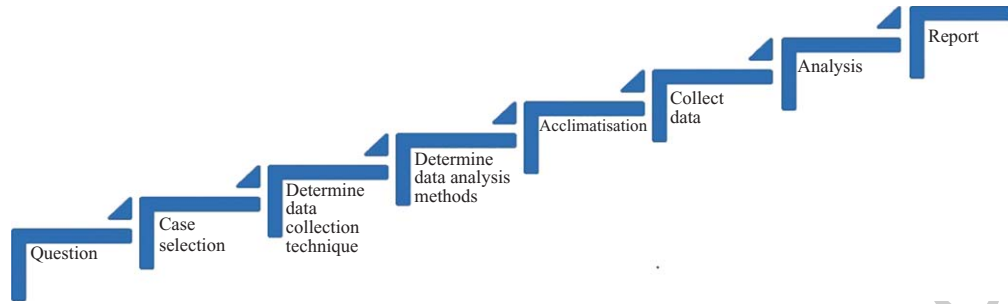 Question
Case
selection
Determine
data
collection
technique
Determine
data analysis
methods
Acclimatisation
Collect
data
Analysis
Report